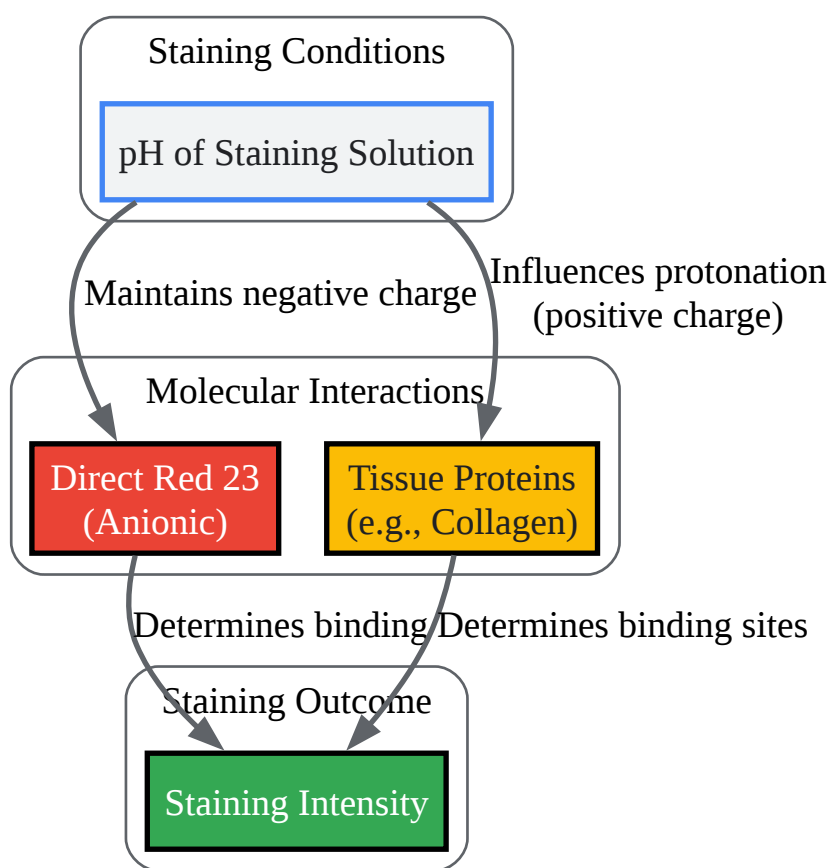 Staining Conditions
pH of Staining Solution
Maintains negative charge
Influences protonation
(positive charge)
Molecular Interactions
Direct Red 23
(Anionic)
Tissue Proteins
(e.g., Collagen)
Determines binding
Determines binding sites
Staining Outcome
Staining Intensity